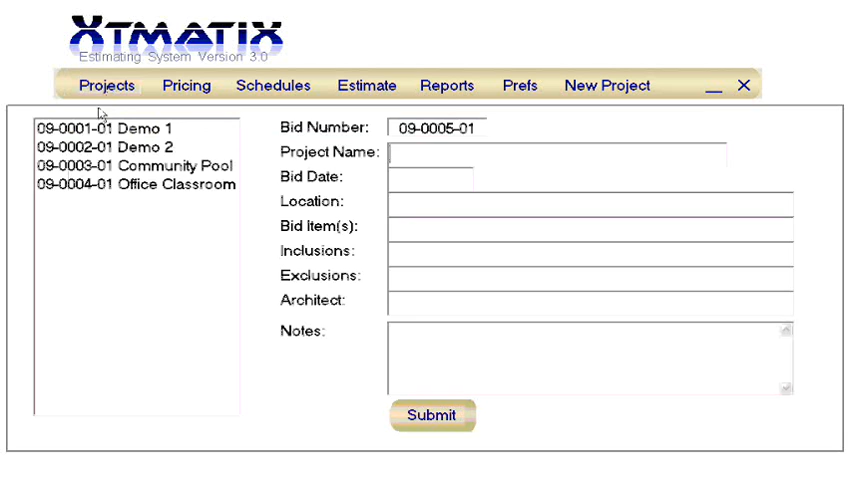 XTMATIX
Estimating System Version 3.0
Projects Pricing Schedules Estimate Reports Prefs New Project __ X
09-0001-01 Demo 1
09-0002-01 Demo 2
09-0003-01 Community Pool
09-0004-01 Office Classroom
Bid Number: 09-0005-01
Project Name:
Bid Date:
Location:
Bid Item(s):
Inclusions:
Exclusions:
Architect:
Notes:
Submit